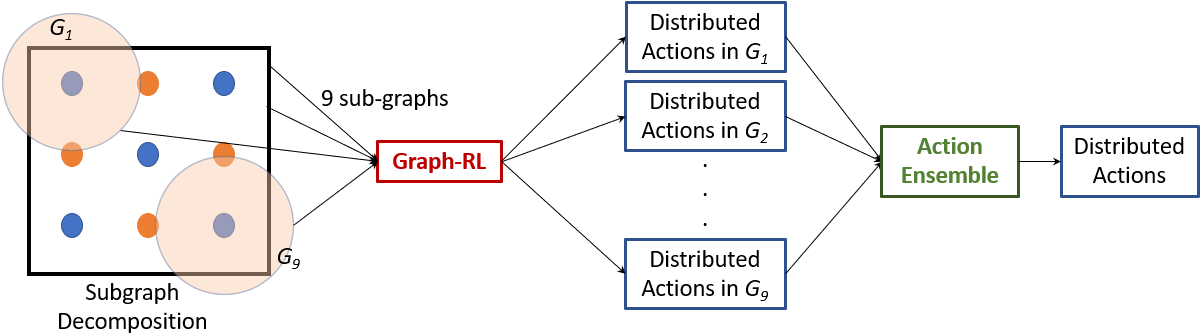 G1
G9
Subgraph
Decomposition
9 sub-graphs
Graph-RL
Distributed
Actions in G1
Distributed
Actions in G2
.
.
.
Distributed
Actions in G9
Action
Ensemble
Distributed
Actions